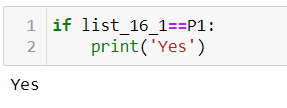 1 if list_16_1==P1:
2     print('Yes')
Yes